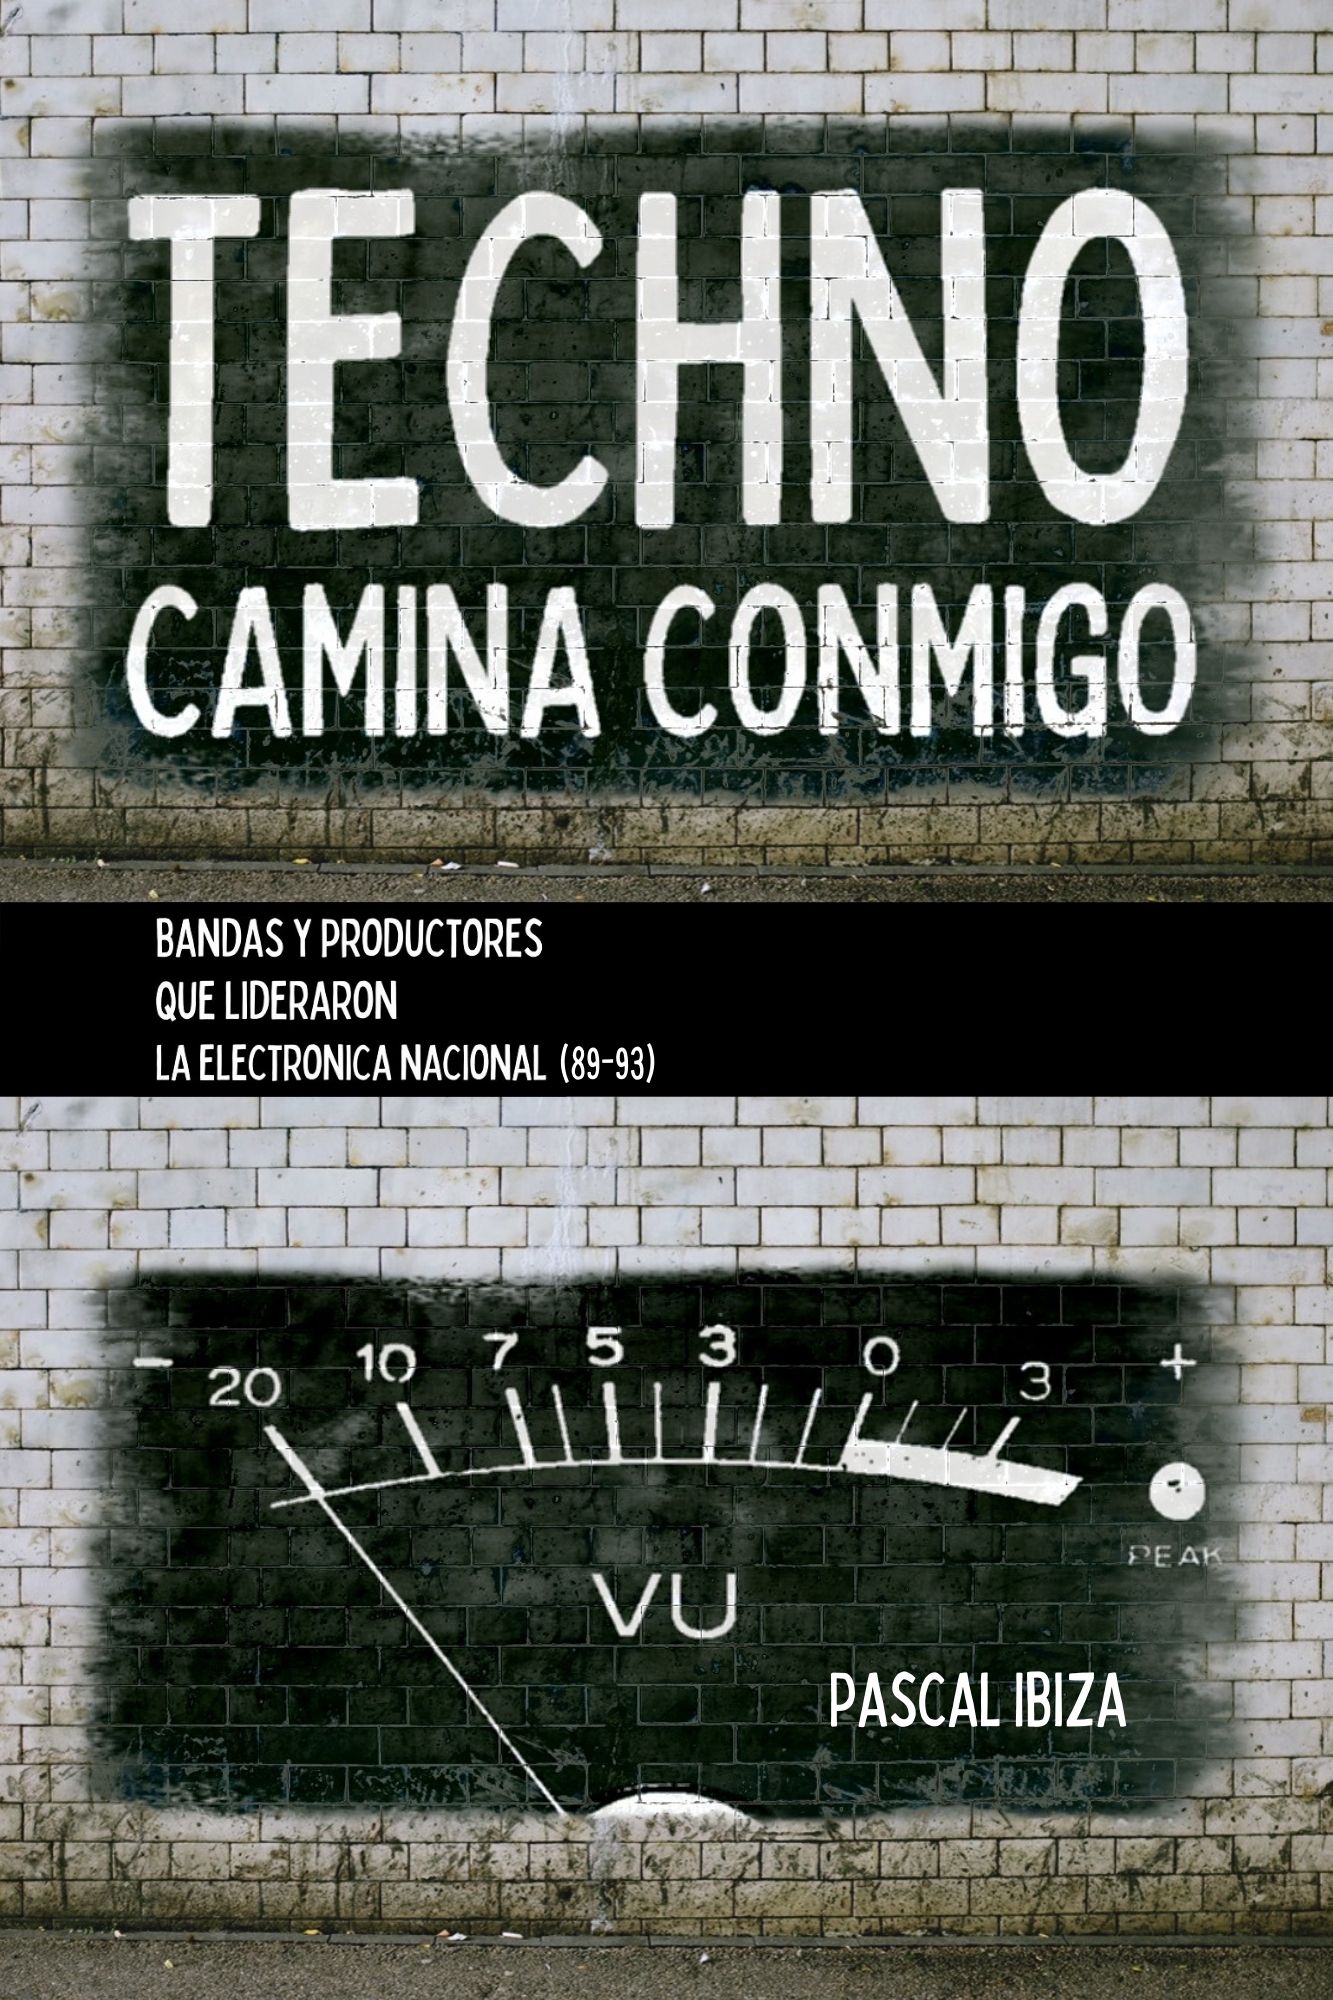 TECHNO
CAMINA CONMIGO
BANDAS Y PRODUCTORES
QUE LIDERARON
LA ELECTRONICA NACIONAL (89-93)
- 20 10 7 5 3 0 3 +
PEAK
VU
PASCAL IBIZA